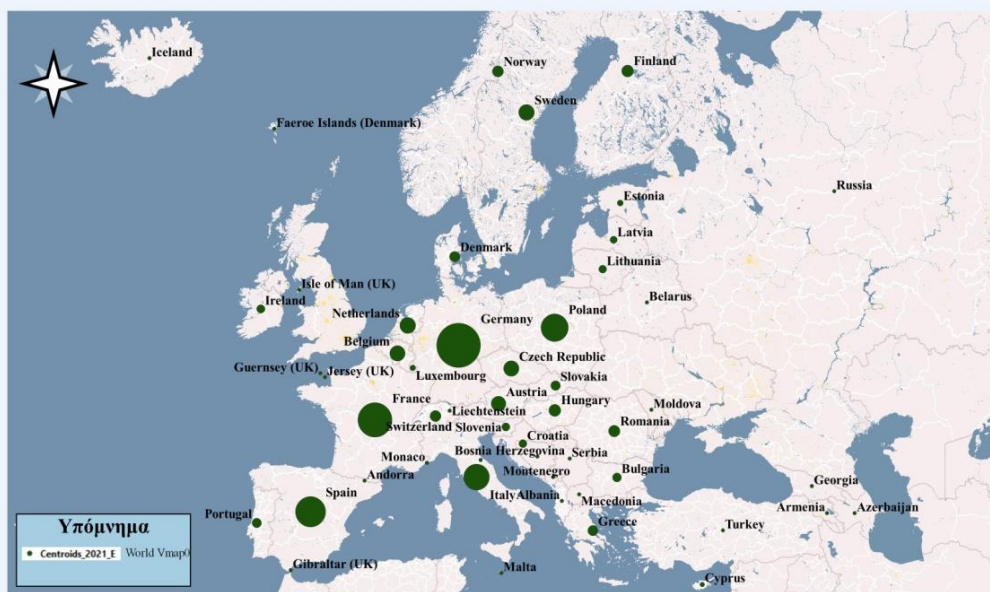 Iceland
Norway
Finland
Sweden
Faeroe Islands (Denmark)
Russia
Estonia
Latvia
Denmark
Lithuania
Isle of Man (UK)
Belarus
Ireland
Netherlands
Germany
Poland
Belgium
Czech Republic
Guernsey (UK)
Jersey (UK)
Luxembourg
Slovakia
France
Austria
Liechtenstein
Hungary
Moldova
Switzerland
Slovenia
Romania
Croatia
Bosnia Herzegovina
Serbia
Monaco
Montenegro
Bulgaria
Andorra
Georgia
Spain
Italy
Albania
Macedonia
Armenia
Azerbaijan
Portugal
Greece
Turkey
Υπόμνημα
Centroids_2021_E World Vmap0
Gibraltar (UK)
Malta
Cyprus